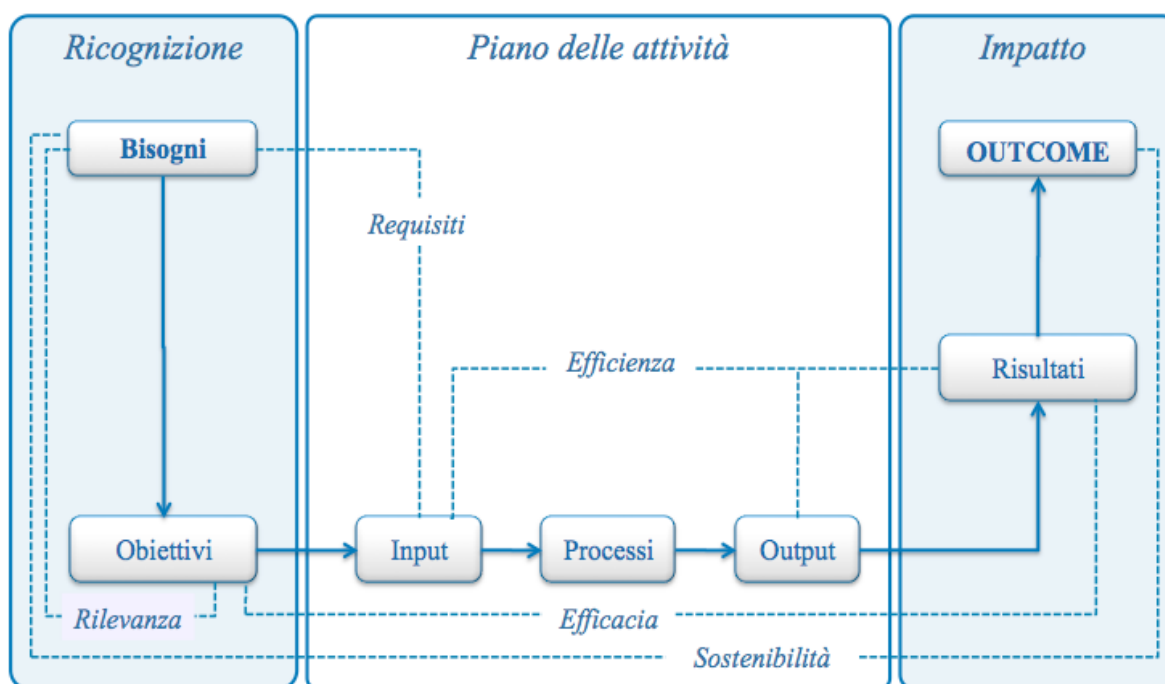 Ricognizione
Piano delle attività
Impatto
Bisogni
OUTCOME
Requisiti
Efficienza
Risultati
Obiettivi
Input
Processi
Output
Rilevanza
Efficacia
Sostenibilità